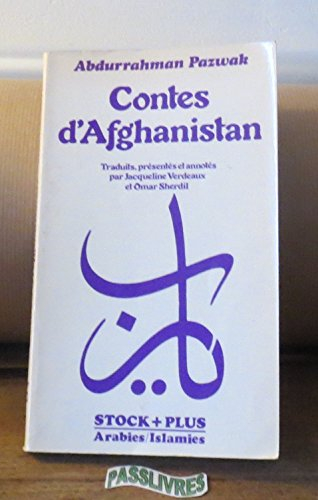 Abdurrahman Pazwak
Contes
d'Afghanistan
Traduits, présentés et annotés
par Jacqueline Verdeaux
et Omar Sherdil
STOCK + PLUS
Arabies/Islamies
PASSLIVRES